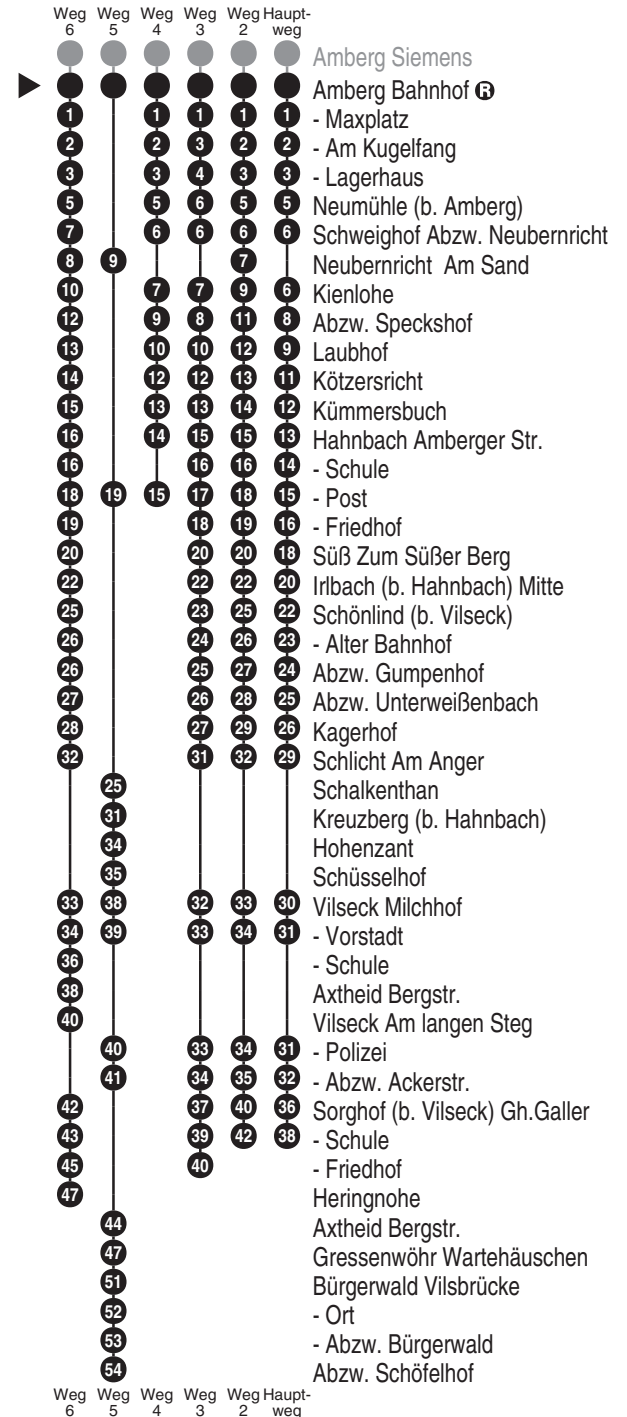 Weg 6 Weg 5 Weg 4 Weg 3 Weg 2 Haupt-weg
Amberg Siemens
Amberg Bahnhof R
1 1 1 1 1 - Maxplatz
2 2 3 2 2 - Am Kugelfang
3 3 4 3 3 - Lagerhaus
5 5 6 5 5 Neumühle (b. Amberg)
7 6 6 6 6 Schweighof Abzw. Neubernricht
8 9 7 Neubernricht Am Sand
10 7 7 9 6 Kienlohe
12 9 8 11 8 Abzw. Speckshof
13 10 10 12 9 Laubhof
14 12 12 13 11 Kötzersricht
15 13 13 14 12 Kümmersbuch
16 14 15 15 13 Hahnbach Amberger Str.
16 16 16 14 - Schule
18 19 15 17 18 15 - Post
19 18 19 16 - Friedhof
20 20 20 18 Süß Zum Süßer Berg
22 22 22 20 Irlbach (b. Hahnbach) Mitte
25 23 25 22 Schönlind (b. Vilseck)
26 24 26 23 - Alter Bahnhof
26 25 27 24 Abzw. Gumpenhof
27 26 28 25 Abzw. Unterweißenbach
28 27 29 26 Kagerhof
32 31 32 29 Schlicht Am Anger
25 Schalkenthan
31 Kreuzberg (b. Hahnbach)
34 Hohenzant
35 Schüsselhof
33 38 32 33 30 Vilseck Milchhof
34 39 33 34 31 - Vorstadt
36 - Schule
38 Axtheid Bergstr.
40 Vilseck Am langen Steg
40 33 34 31 - Polizei
41 34 35 32 - Abzw. Ackerstr.
42 37 40 36 Sorghof (b. Vilseck) Gh.Galler
43 39 42 38 - Schule
45 40 - Friedhof
47 Heringnohe
44 Axtheid Bergstr.
47 Gressenwöhr Wartehäuschen
51 Bürgerwald Vilsbrücke
52 - Ort
53 - Abzw. Bürgerwald
54 Abzw. Schöfelhof
Weg 6 Weg 5 Weg 4 Weg 3 Weg 2 Haupt-weg